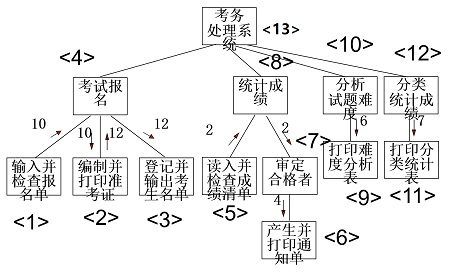 考务
处理系
统
<13>
<4>
<8>
<10>
<12>
考试报
名
统计成
绩
分析
试题难
度
分类
统计成
绩
10
10
12
12
2
2
<7>
6
7
输入并
检查报
名单
编制并
打印准
考证
登记并
输出考
生名单
读入并
检查成
绩清单
审定
合格者
打印难
度分析
表
打印分
类统计
表
<1>
<2>
<3>
<5>
4
<9>
<11>
产生并
打印通
知单
<6>